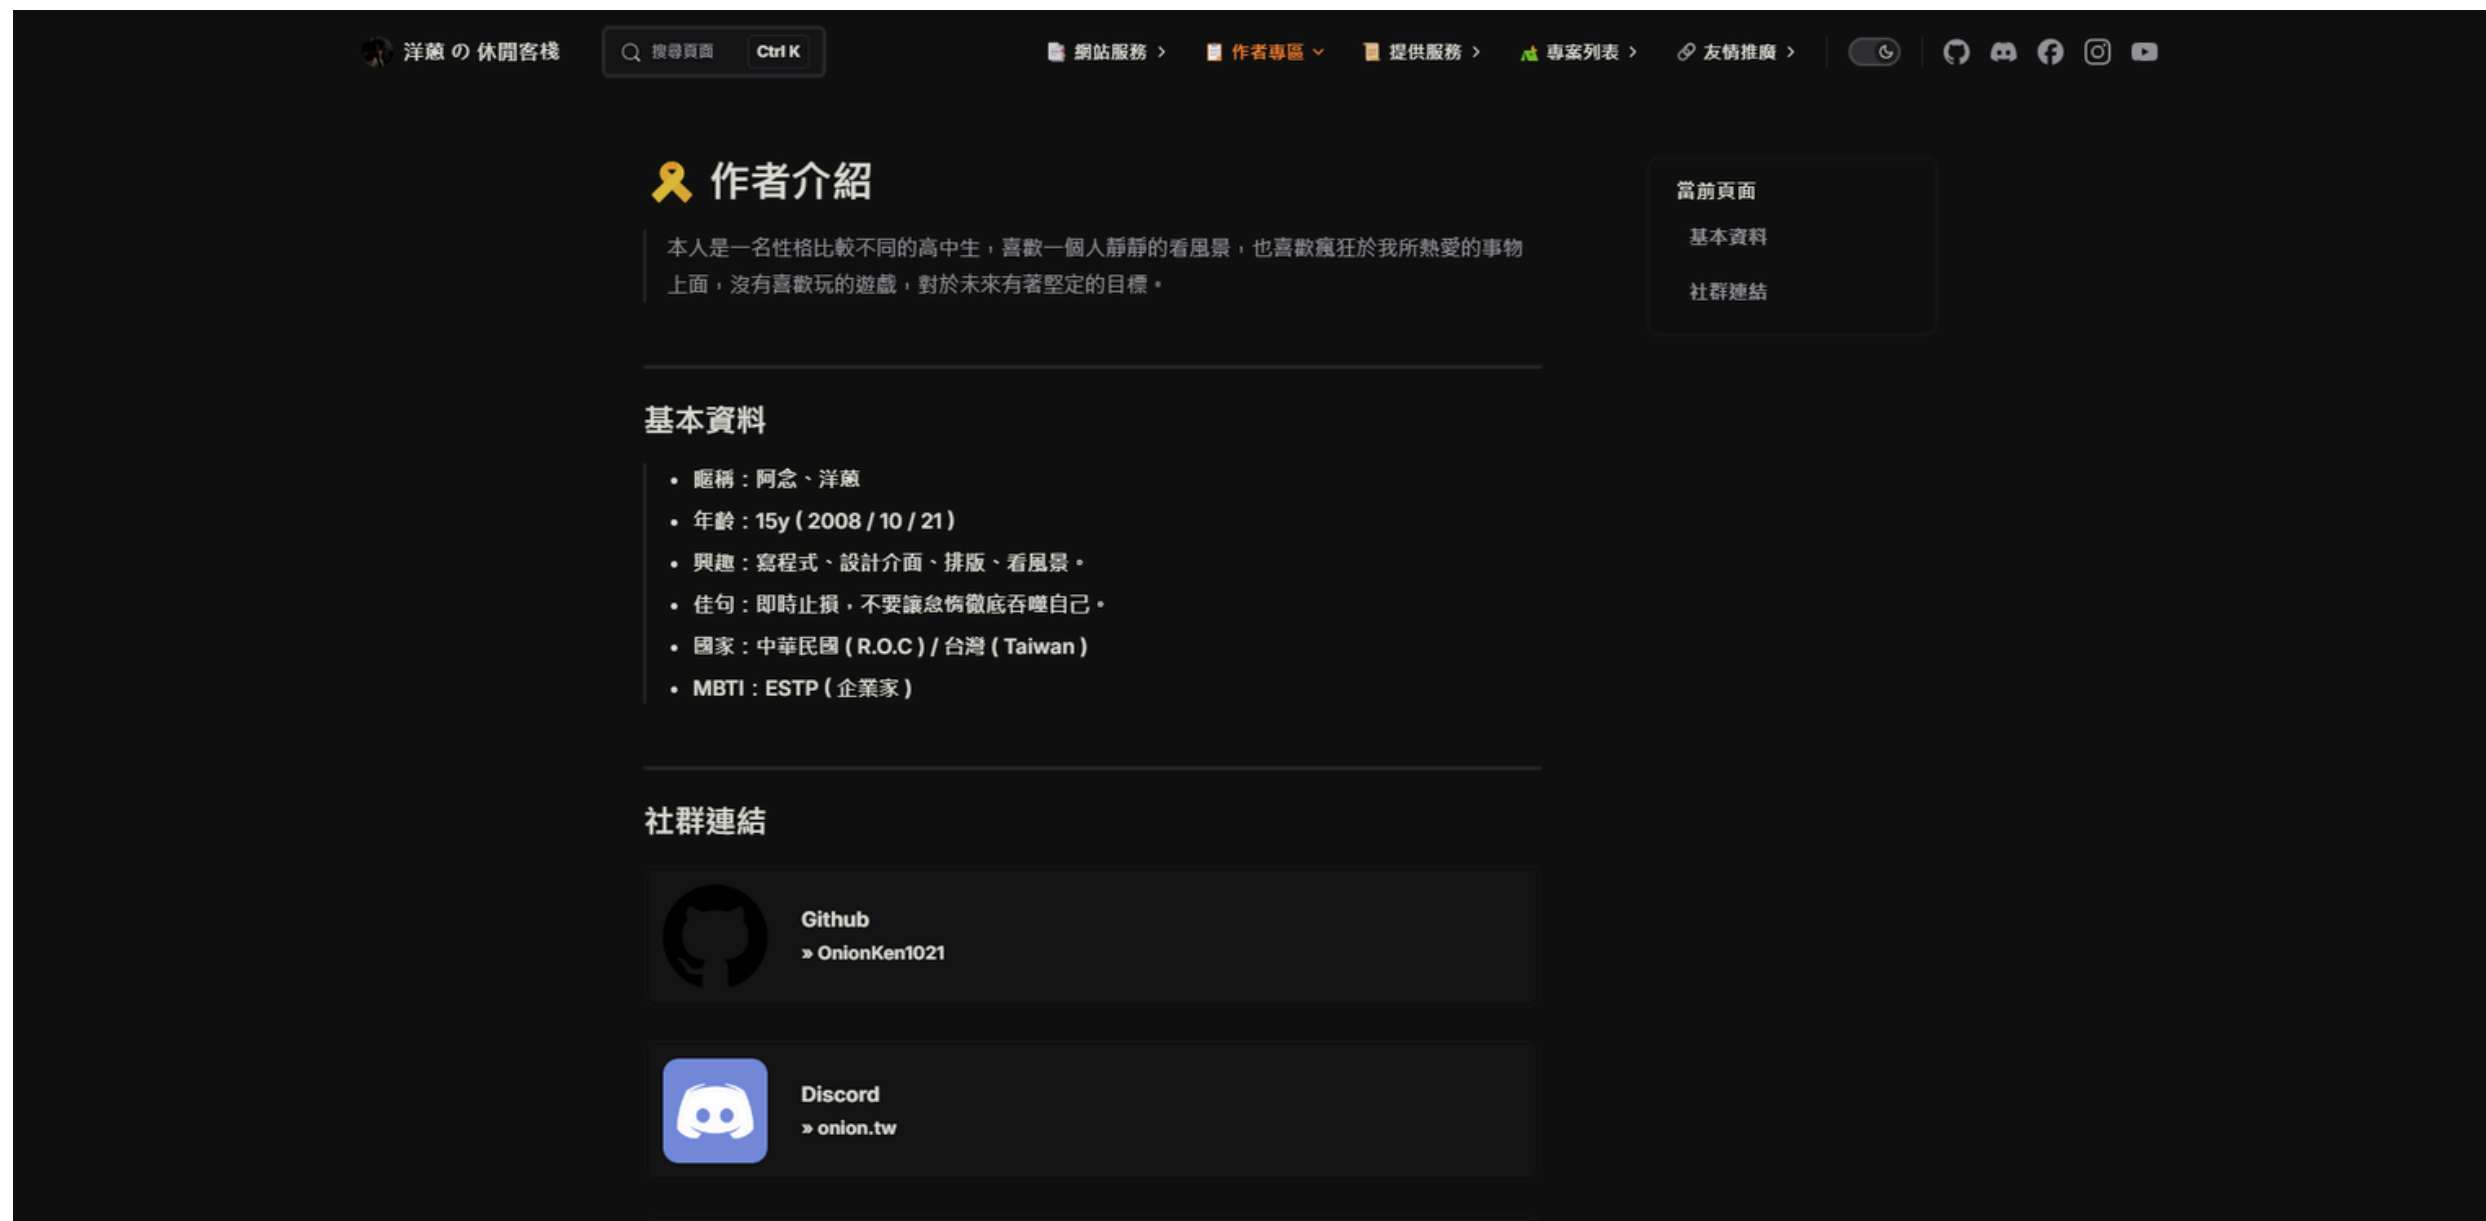 洋蔥 の 休閒客棧
搜尋頁面
Ctrl K
網站服務
作者專區
提供服務
專案列表
友情推廣
作者介紹
本人是一名性格比較不同的高中生，喜歡一個人靜靜的看風景，也喜歡瘋狂於我所熱愛的事物
上面，沒有喜歡玩的遊戲，對於未來有著堅定的目標。
當前頁面
基本資料
社群連結
基本資料
• 暱稱：阿念、洋蔥
• 年齡：15y ( 2008 / 10 / 21 )
• 興趣：寫程式、設計介面、排版、看風景。
• 佳句：即時止損，不要讓怠惰徹底吞噬自己。
• 國家：中華民國 ( R.O.C ) / 台灣 ( Taiwan )
• MBTI：ESTP ( 企業家 )
社群連結
Github
» OnionKen1021
Discord
» onion.tw